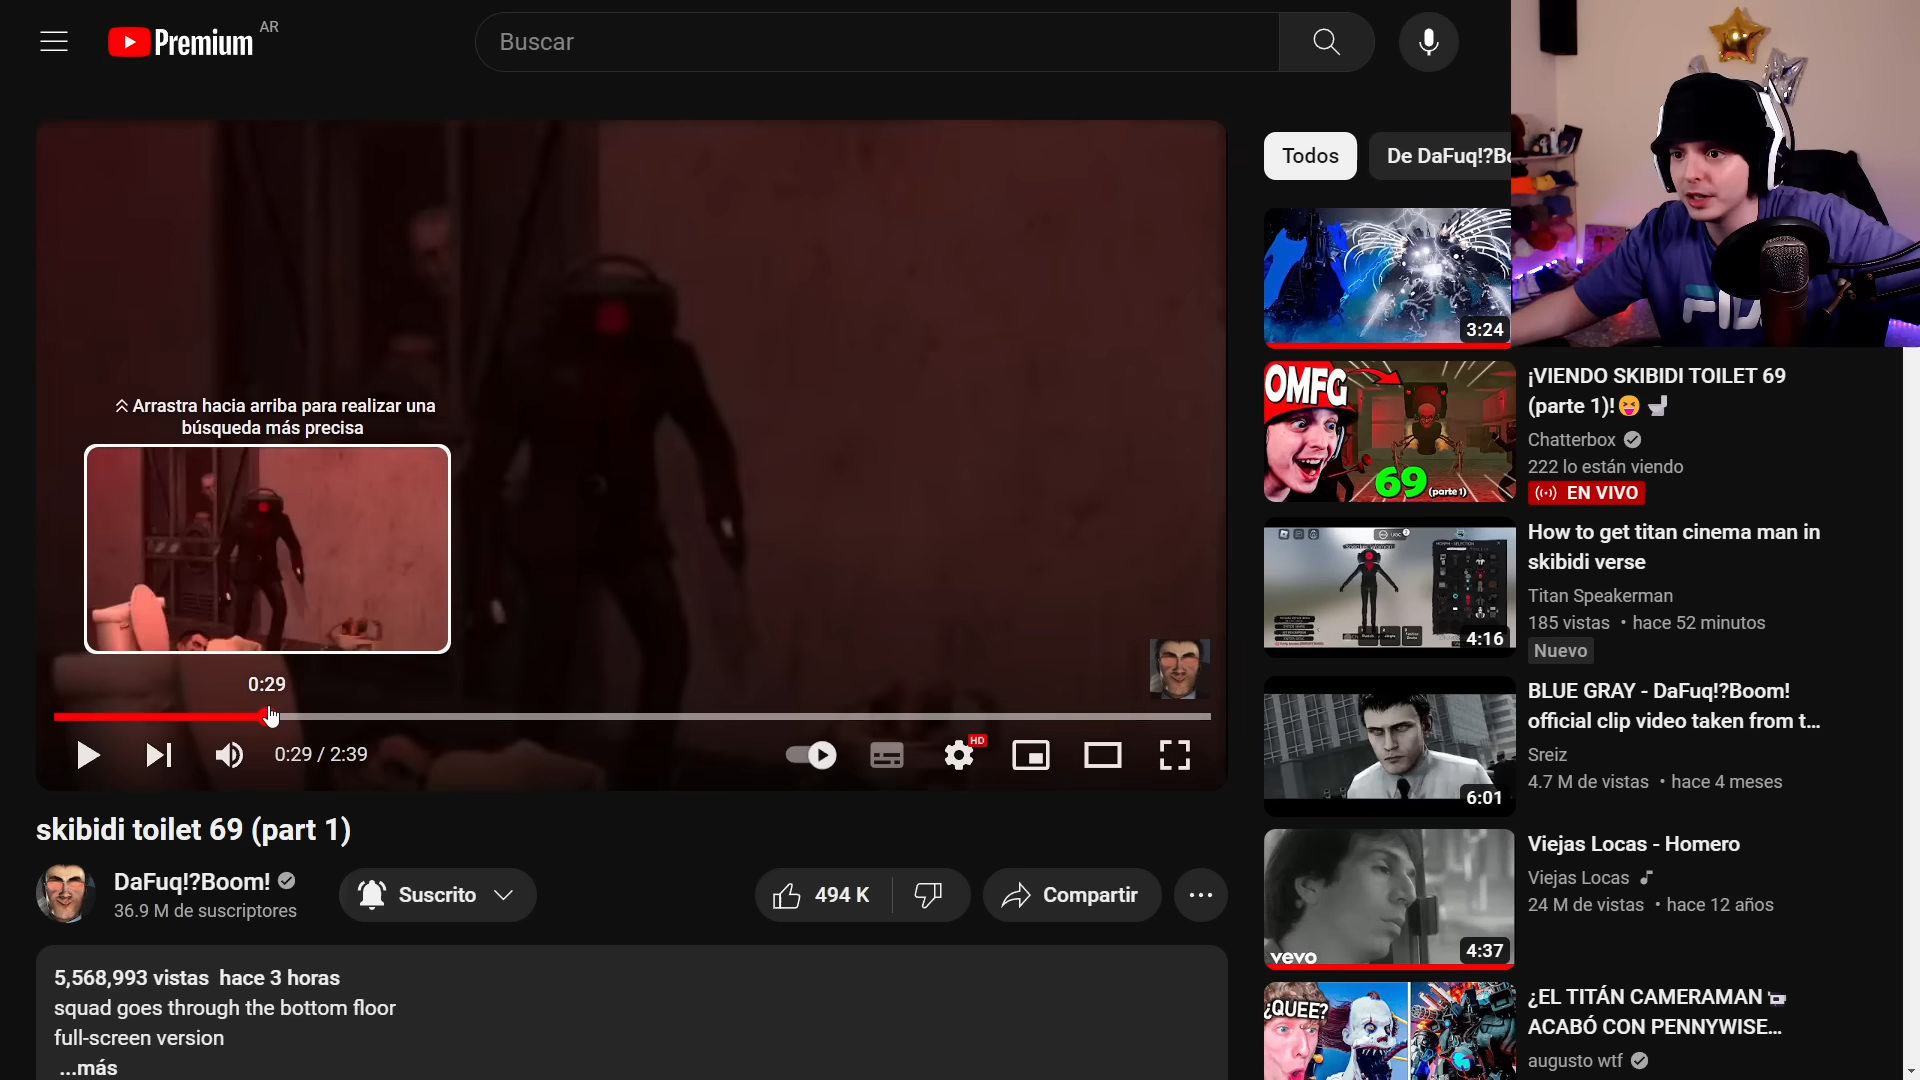 Premium
AR
Buscar
Todos
De DaFuq!?Bo
3:24
Arrastra hacia arriba para realizar una
búsqueda más precisa
0:29
0:29 / 2:39
HD
skibidi toilet 69 (part 1)
DaFuq!?Boom!
36.9 M de suscriptores
Suscrito
494 K
Compartir
5,568,993 vistas hace 3 horas
squad goes through the bottom floor
full-screen version
...más
OMFG
69 (parte 1)
¡VIENDO SKIBIDI TOILET 69
(parte 1)!😝 🚽
Chatterbox
222 lo están viendo
EN VIVO
4:16
How to get titan cinema man in
skibidi verse
Titan Speakerman
185 vistas • hace 52 minutos
Nuevo
6:01
BLUE GRAY - DaFuq!?Boom!
official clip video taken from t...
Sreiz
4.7 M de vistas • hace 4 meses
vevo
4:37
Viejas Locas - Homero
Viejas Locas
24 M de vistas • hace 12 años
¿QUEE?
¿EL TITÁN CAMERAMAN
ACABÓ CON PENNYWISE...
augusto wtf